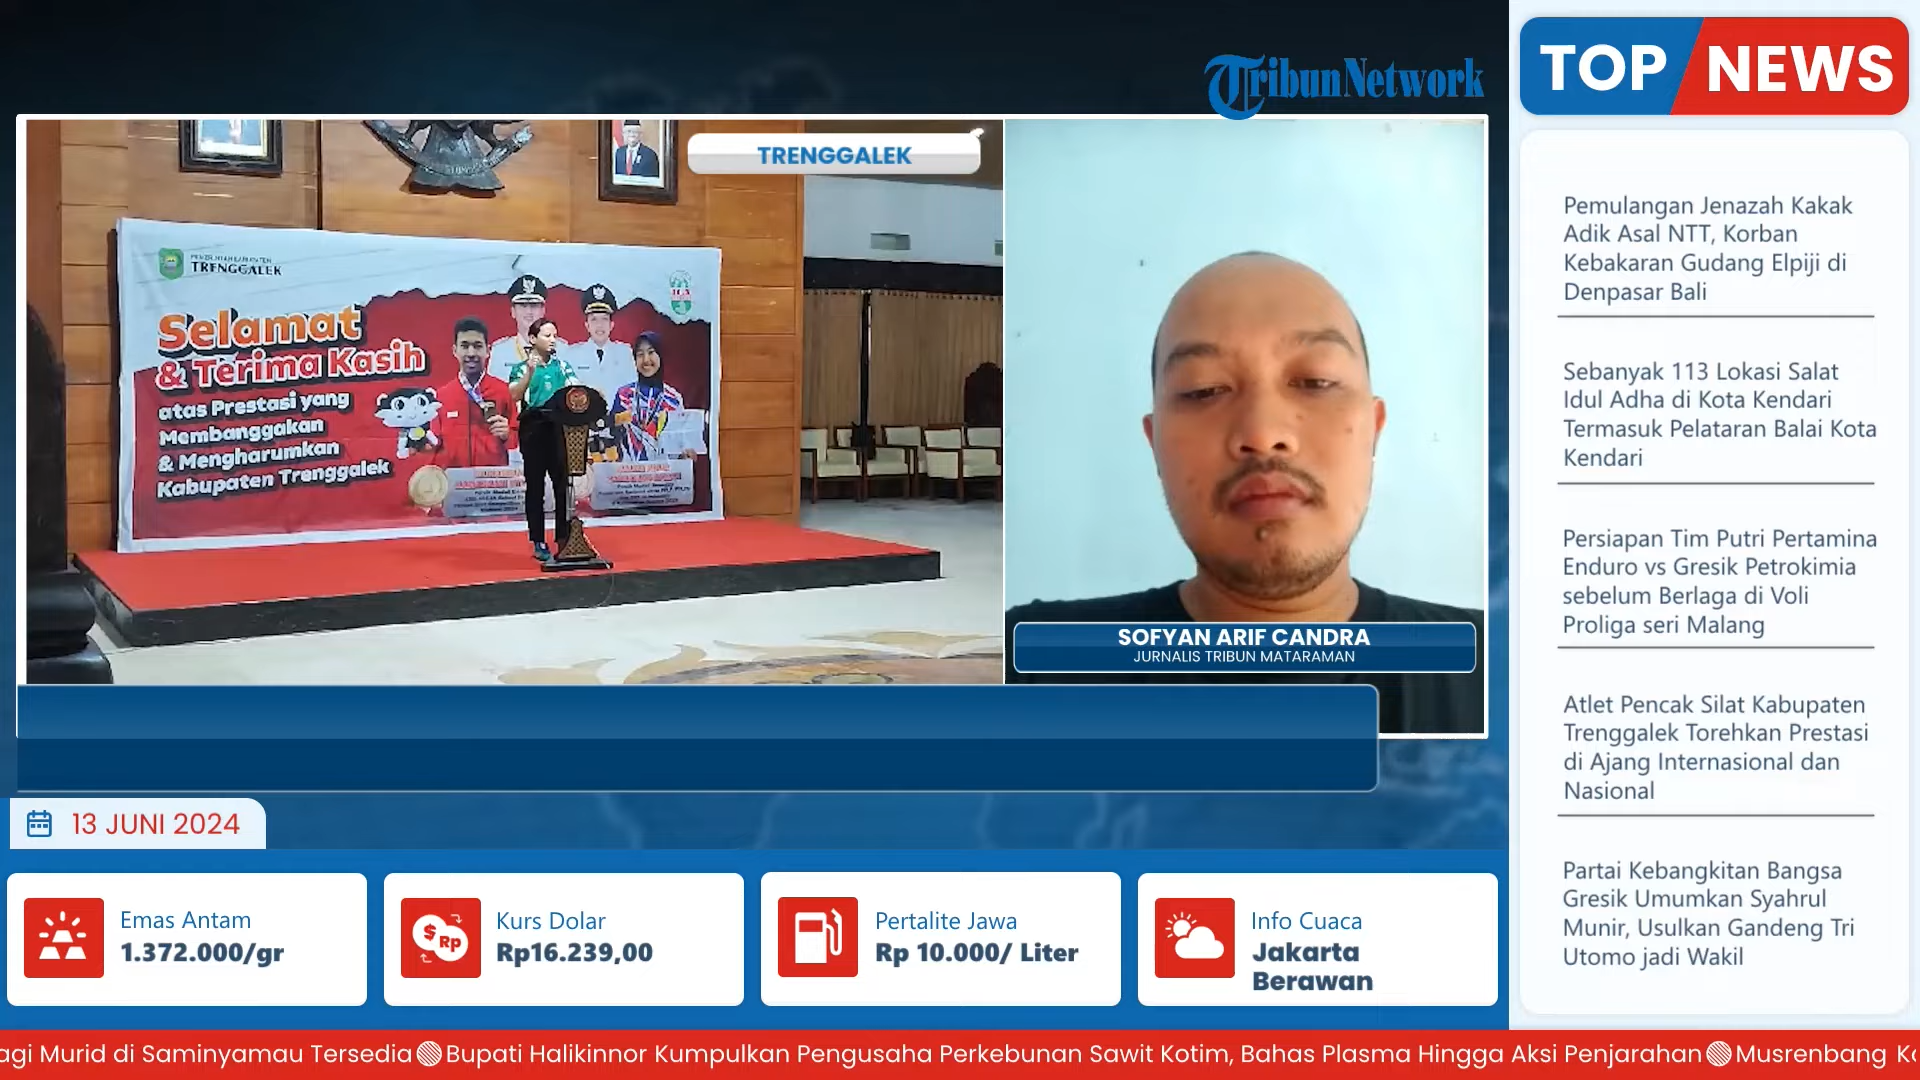 TribunNetwork
TOP NEWS
TRENGGALEK
TRENGGALEK
Selamat
& Terima Kasih
atas Prestasi yang
Membanggakan
& Mengharumkan
Kabupaten Trenggalek
SOFYAN ARIF CANDRA
JURNALIS TRIBUN MATARAMAN
13 JUNI 2024
Emas Antam
1.372.000/gr
Kurs Dolar
Rp16.239,00
Pertalite Jawa
Rp 10.000/ Liter
Info Cuaca
Jakarta
Berawan
Pemulangan Jenazah Kakak
Adik Asal NTT, Korban
Kebakaran Gudang Elpiji di
Denpasar Bali
Sebanyak 113 Lokasi Salat
Idul Adha di Kota Kendari
Termasuk Pelataran Balai Kota
Kendari
Persiapan Tim Putri Pertamina
Enduro vs Gresik Petrokimia
sebelum Berlaga di Voli
Proliga seri Malang
Atlet Pencak Silat Kabupaten
Trenggalek Torehkan Prestasi
di Ajang Internasional dan
Nasional
Partai Kebangkitan Bangsa
Gresik Umumkan Syahrul
Munir, Usulkan Gandeng Tri
Utomo jadi Wakil
agi Murid di Saminyamau Tersedia Bupati Halikinnor Kumpulkan Pengusaha Perkebunan Sawit Kotim, Bahas Plasma Hingga Aksi Penjarahan Musrenbang